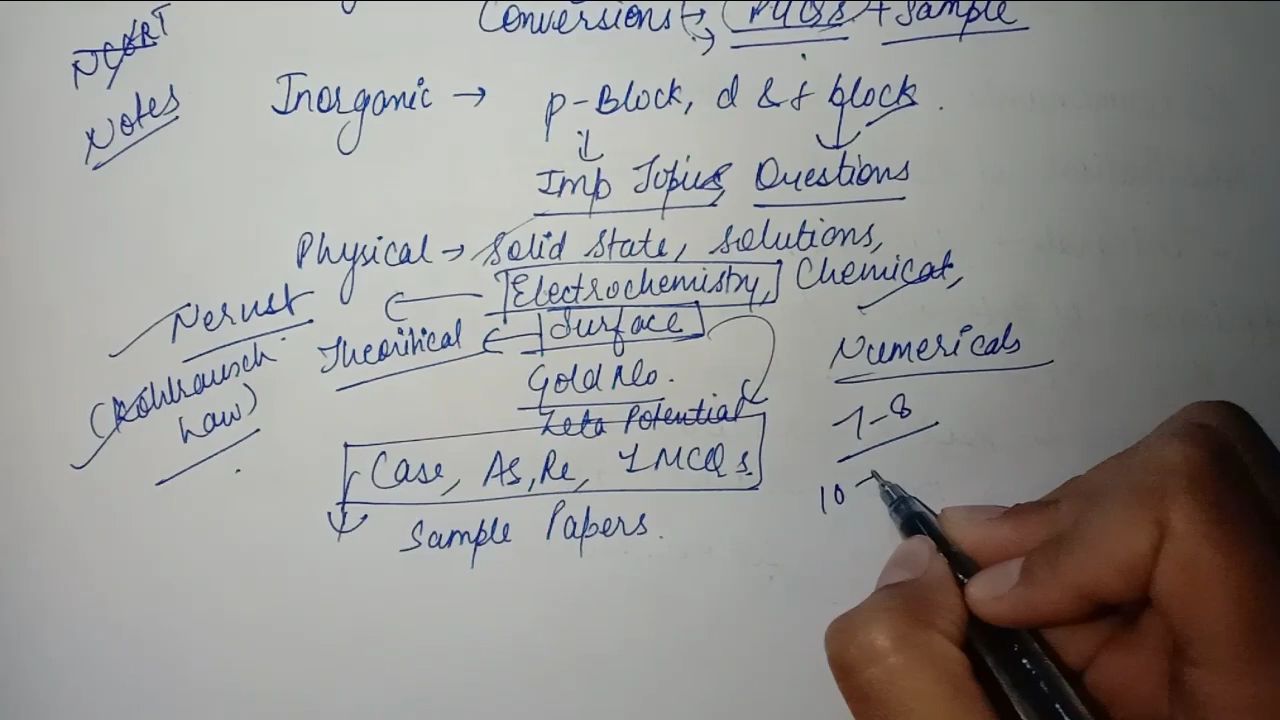 Conversions → (PYQs + Sample
NCERT
Notes
Inorganic → p-Block, d & f block.
Imp Topics, Questions
Physical → Solid State, Solutions,
Electrochemistry, Chemical,
Nernst
Surface
Theoritical
Numericals
(Kohlrausch
Law)
Gold No.
Zeta Potential
1-8
Case, AS, Re, MCQs.
10 -
Sample Papers.